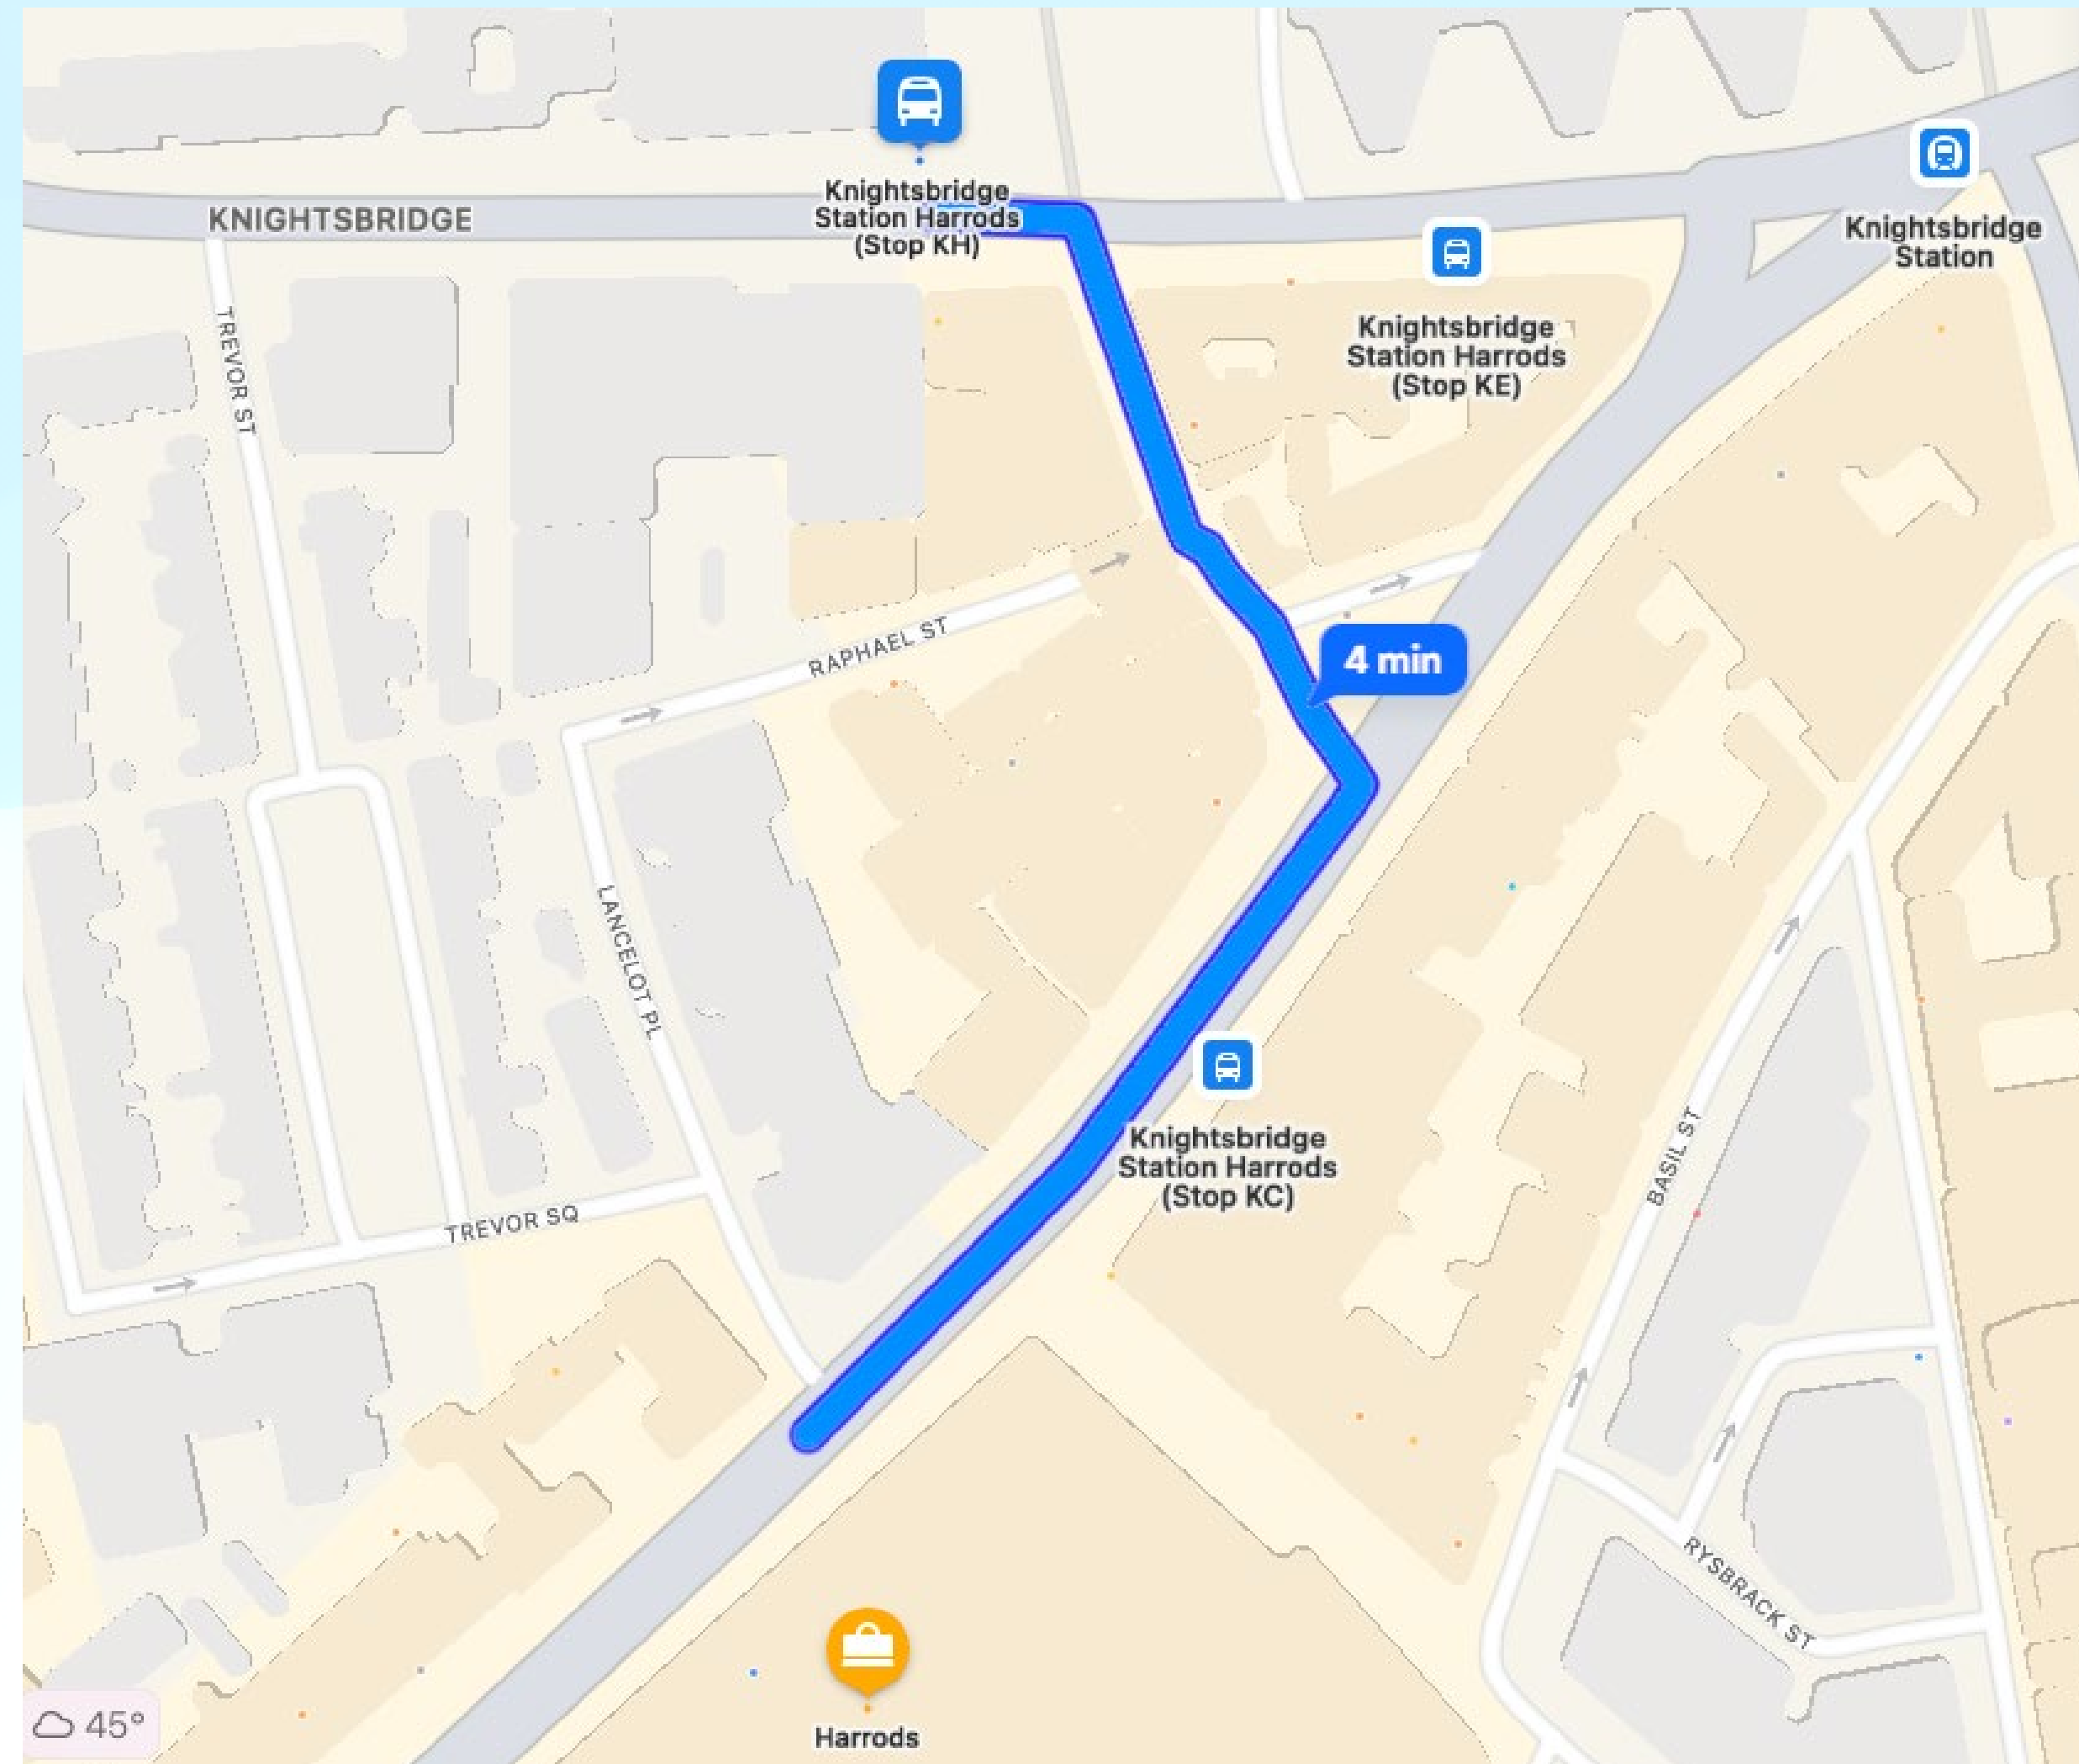 Knightsbridge
Station Harrods
(Stop KH)
KNIGHTSBRIDGE
Knightsbridge
Station
Knightsbridge
Station Harrods
(Stop KE)
TREVOR ST
RAPHAEL ST
4 min
LANCELOT PL
Knightsbridge
Station Harrods
(Stop KC)
BASIL ST
TREVOR SQ
RYSBRACK ST
45°
Harrods